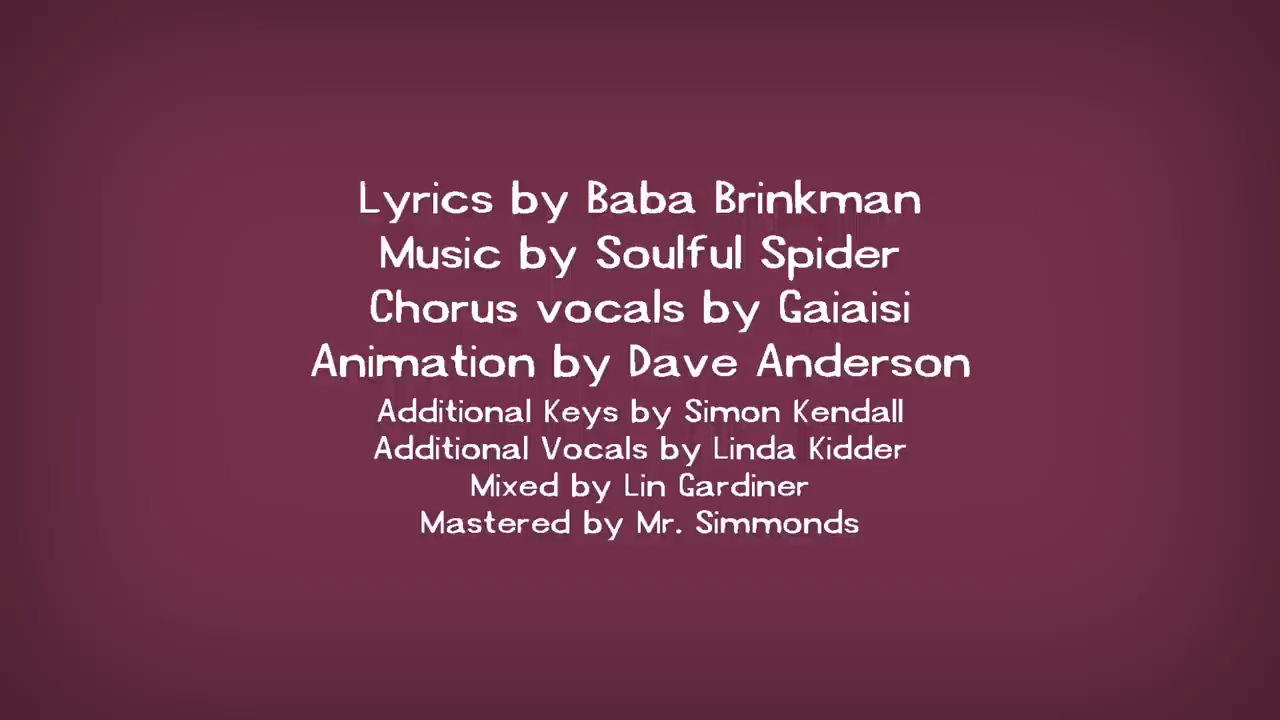 Lyrics by Baba Brinkman
Music by Soulful Spider
Chorus vocals by Gaiaisi
Animation by Dave Anderson
Additional Keys by Simon Kendall
Additional Vocals by Linda Kidder
Mixed by Lin Gardiner
Mastered by Mr. Simmonds